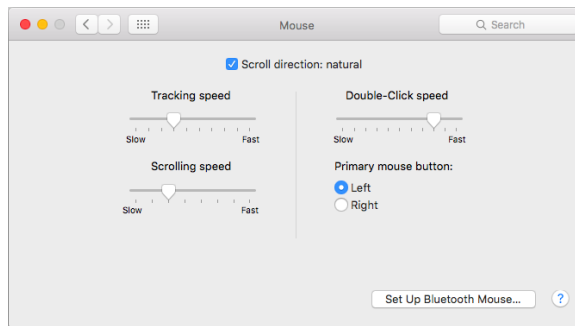 Mouse
Search
Scroll direction: natural
Tracking speed
Slow Fast
Scrolling speed
Slow Fast
Double-Click speed
Slow Fast
Primary mouse button:
Left
Right
Set Up Bluetooth Mouse...
?